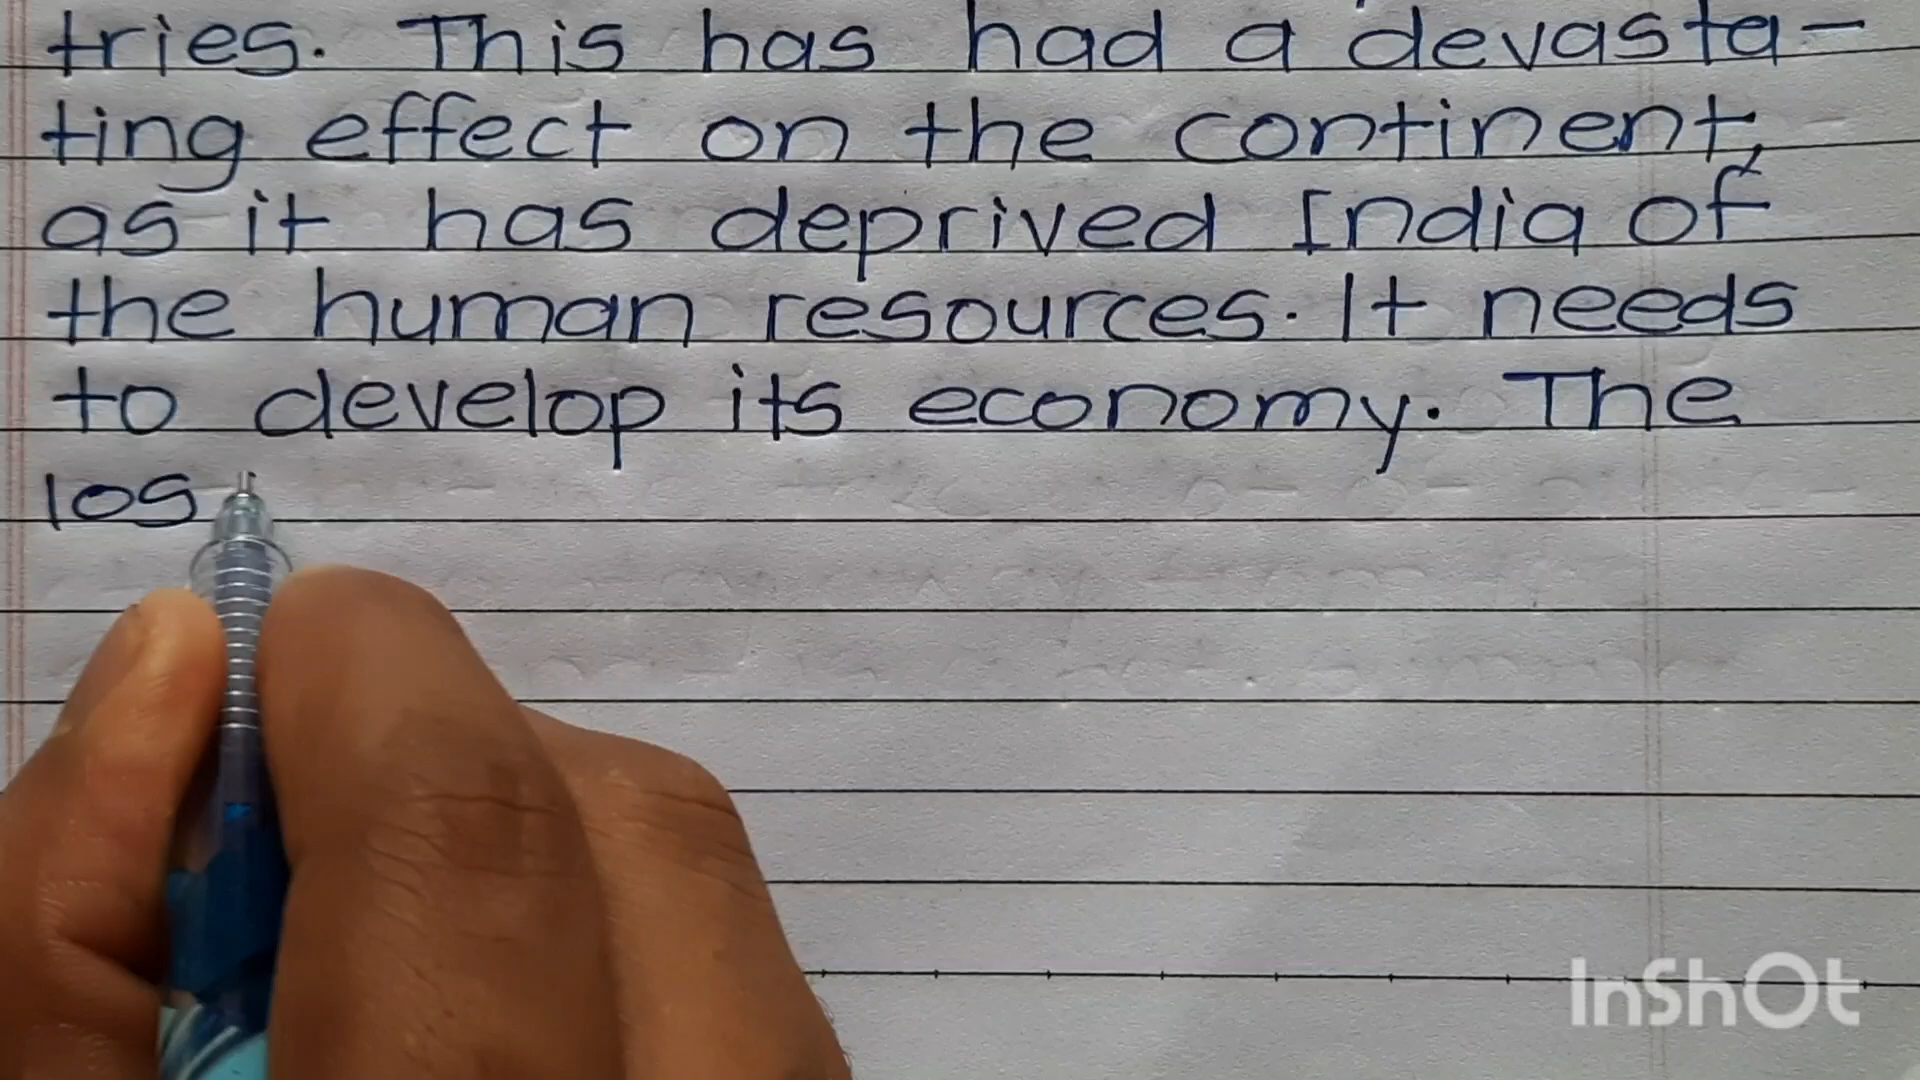 tries. This has had a devasta-
ting effect on the continent,
as it has deprived India of
the human resources. It needs
to develop its economy. The
los
InShOt